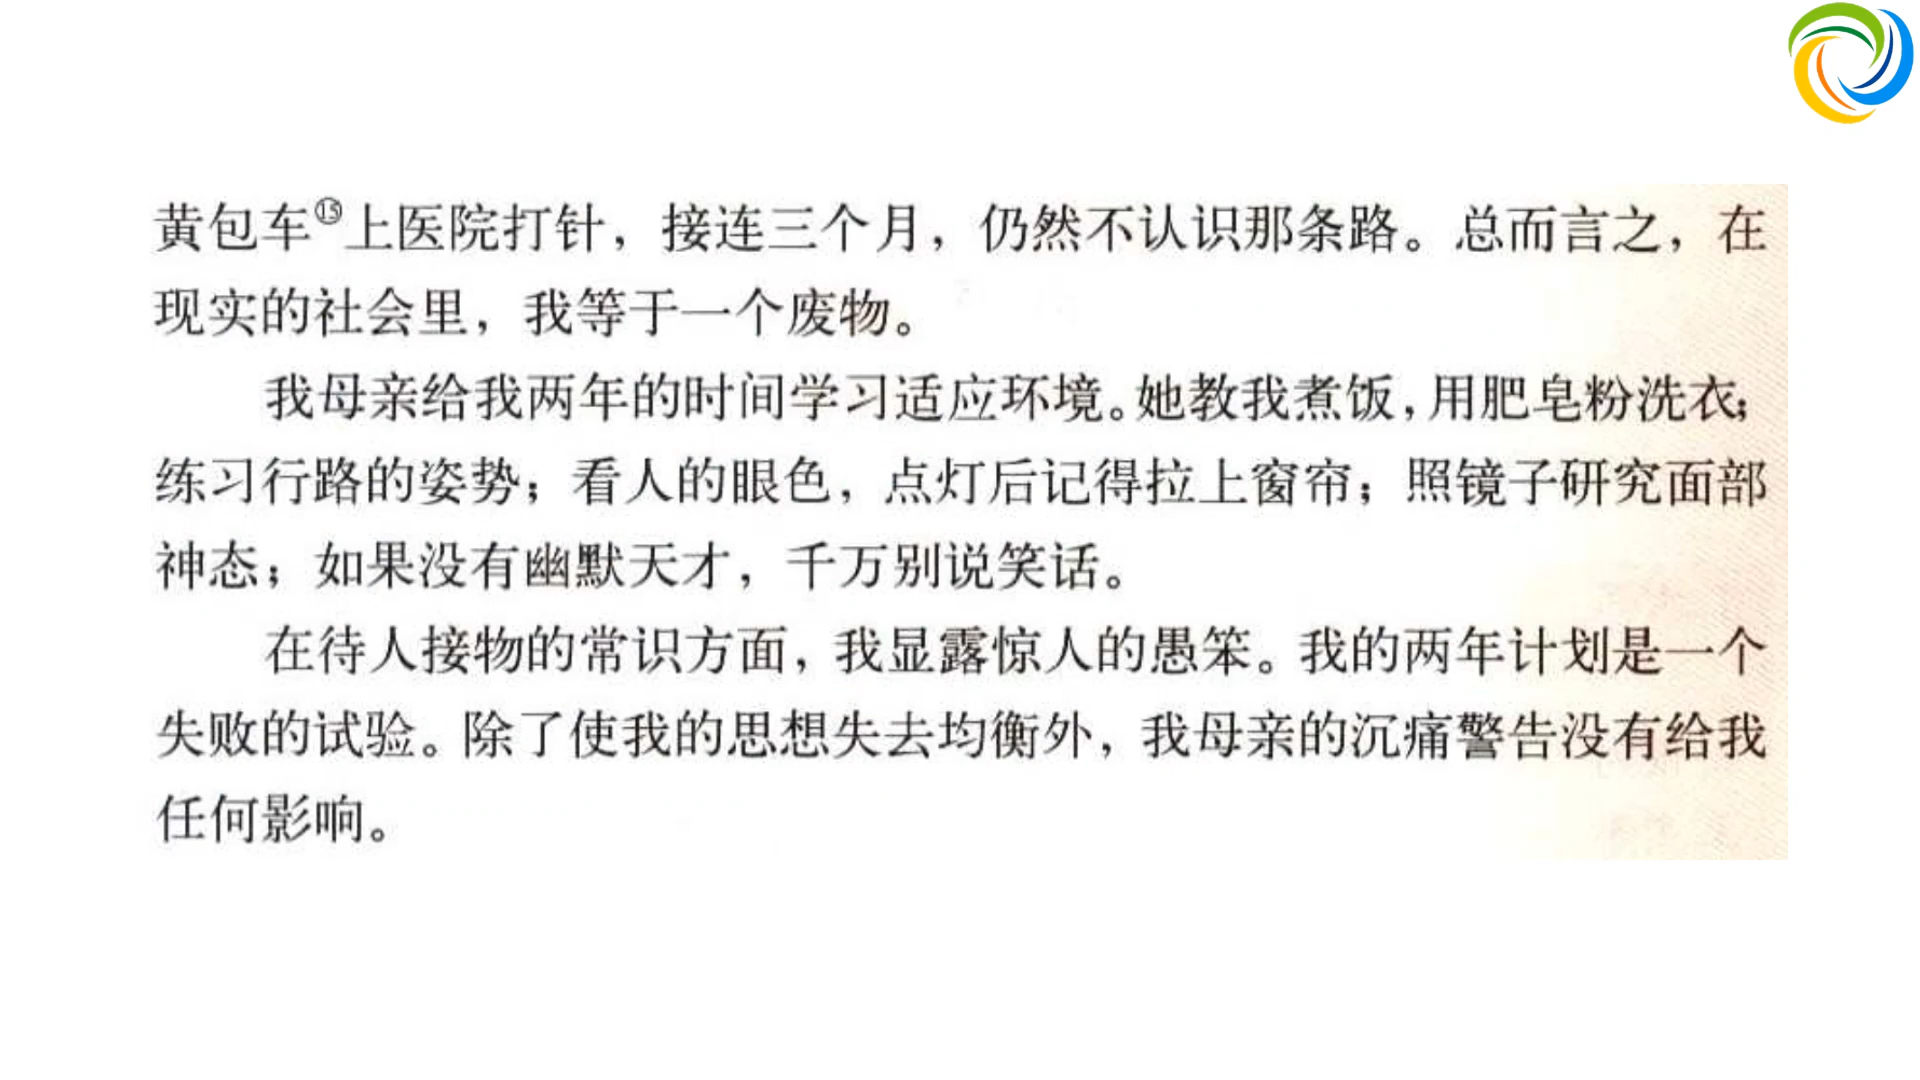 黄包车⑮上医院打针，接连三个月，仍然不认识那条路。总而言之，在
现实的社会里，我等于一个废物。
我母亲给我两年的时间学习适应环境。她教我煮饭，用肥皂粉洗衣；
练习行路的姿势；看人的眼色，点灯后记得拉上窗帘；照镜子研究面部
神态；如果没有幽默天才，千万别说笑话。
在待人接物的常识方面，我显露惊人的愚笨。我的两年计划是一个
失败的试验。除了使我的思想失去均衡外，我母亲的沉痛警告没有给我
任何影响。